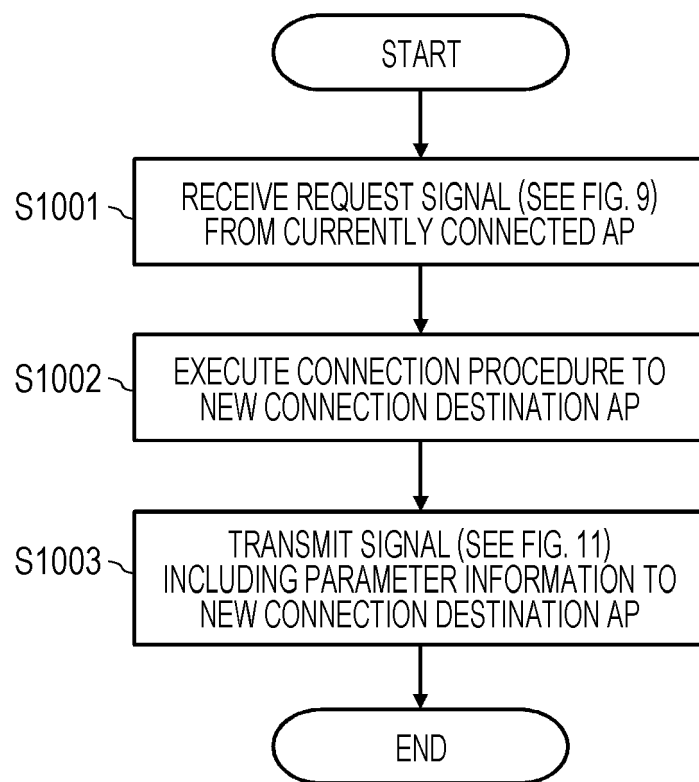 START
S1001
RECEIVE REQUEST SIGNAL (SEE FIG. 9)
FROM CURRENTLY CONNECTED AP
S1002
EXECUTE CONNECTION PROCEDURE TO
NEW CONNECTION DESTINATION AP
S1003
TRANSMIT SIGNAL (SEE FIG. 11)
INCLUDING PARAMETER INFORMATION TO
NEW CONNECTION DESTINATION AP
END